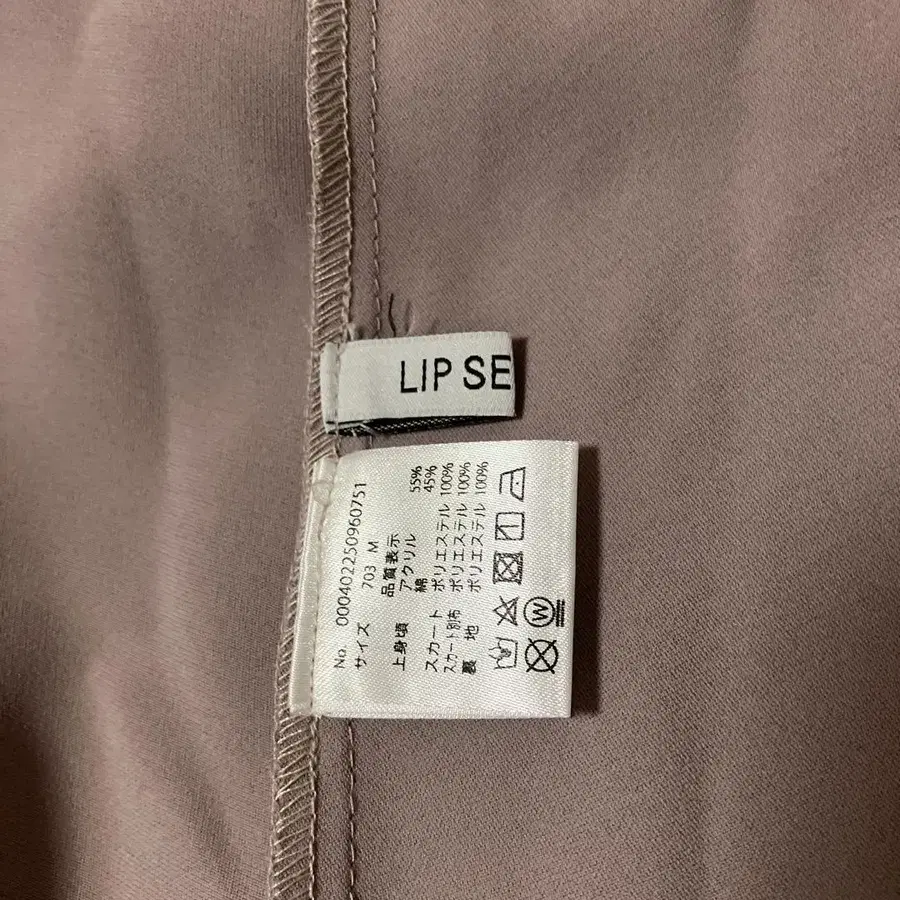 LIP SE
No. 000402250960751
サイズ 703 M
品質表示
上身頃 アクリル 55%
綿 45%
スカート ポリエステル 100%
スカート別布 ポリエステル 100%
裏地 ポリエステル 100%
W